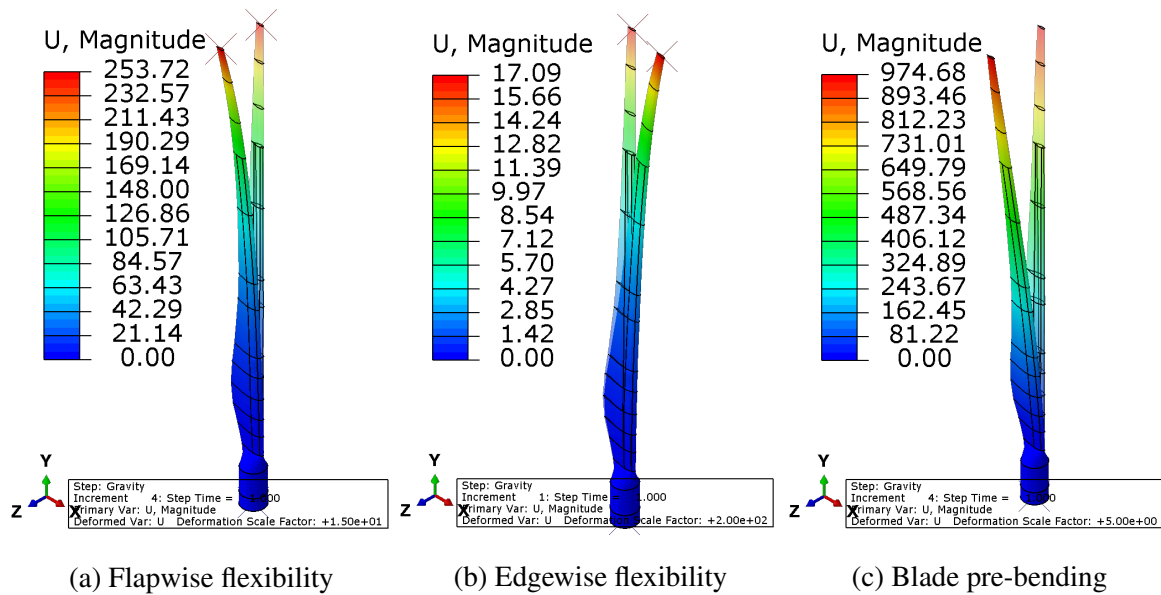 U, Magnitude
253.72
232.57
211.43
190.29
169.14
148.00
126.86
105.71
84.57
63.43
42.29
21.14
0.00
Y
Z
X
Step: Gravity
Increment 4: Step Time = 1.000
Primary Var: U, Magnitude
Deformed Var: U Deformation Scale Factor: +1.50e+01
(a) Flapwise flexibility
U, Magnitude
17.09
15.66
14.24
12.82
11.39
9.97
8.54
7.12
5.70
4.27
2.85
1.42
0.00
Y
Z
X
Step: Gravity
Increment 1: Step Time = 1.000
Primary Var: U, Magnitude
Deformed Var: U Deformation Scale Factor: +2.00e+02
(b) Edgewise flexibility
U, Magnitude
974.68
893.46
812.23
731.01
649.79
568.56
487.34
406.12
324.89
243.67
162.45
81.22
0.00
Y
Z
X
Step: Gravity
Increment 4: Step Time = 1.000
Primary Var: U, Magnitude
Deformed Var: U Deformation Scale Factor: +5.00e+00
(c) Blade pre-bending